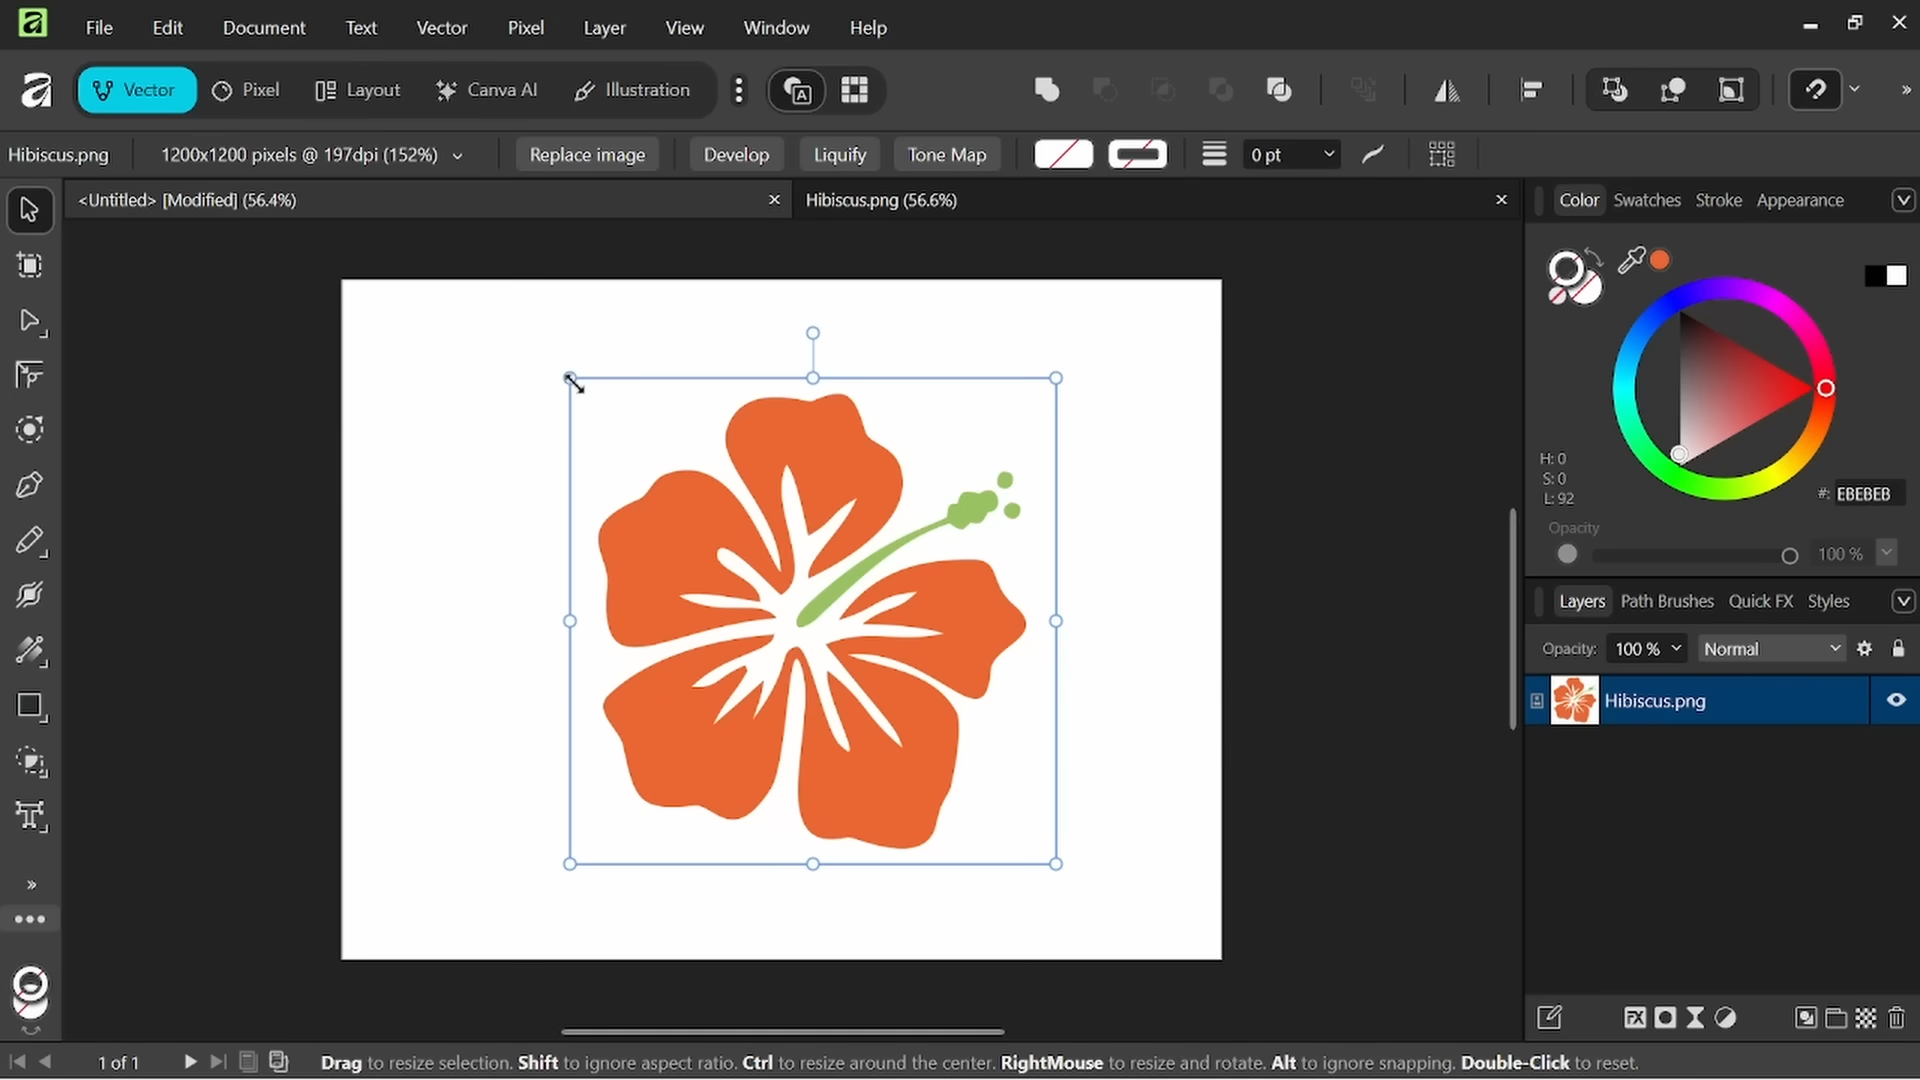 File Edit Document Text Vector Pixel Layer View Window Help
Vector Pixel Layout Canva AI Illustration
Hibiscus.png 1200x1200 pixels @ 197dpi (152%) Replace image Develop Liquify Tone Map 0 pt
<Untitled> [Modified] (56.4%) Hibiscus.png (56.6%)
Color Swatches Stroke Appearance
H: 0
S: 0
L: 92
#: EBEBEB
Opacity
100 %
Layers Path Brushes Quick FX Styles
Opacity: 100 % Normal
Hibiscus.png
FX
1 of 1 Drag to resize selection. Shift to ignore aspect ratio. Ctrl to resize around the center. RightMouse to resize and rotate. Alt to ignore snapping. Double-Click to reset.